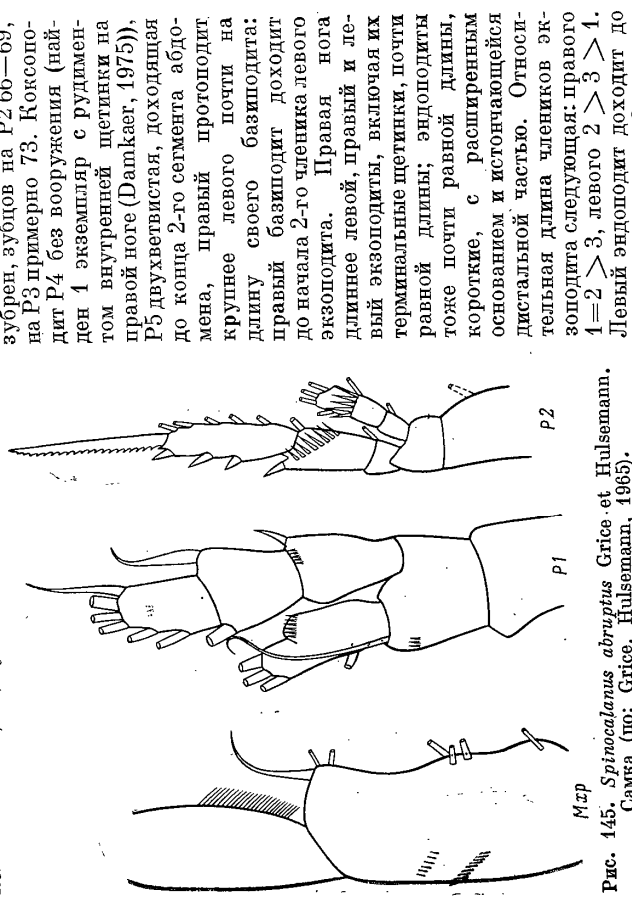 зубрен, зубцов на P2 66—69,
на P3 примерно 73. Коксопо-
дит P4 без вооружения (най-
ден 1 экземпляр с рудимен-
том внутренней щетинки на
правой ноге (Damkaer, 1975)),
P5 двухветвистая, доходящая
до конца 2-го сегмента абдо-
мена, правый протоподит
крупнее левого почти на
длину своего базиподита:
правый базиподит доходит
до начала 2-го членика левого
экзоподита. Правая нога
длиннее левой, правый и ле-
вый экзоподиты, включая их
терминальные щетинки, почти
равной длины; эндоподиты
тоже почти равной длины,
короткие, с расширенным
основанием и истончающейся
дистальной частью. Относи-
тельная длина члеников эк-
зоподита следующая: правого
1=2 > 3, левого 2 > 3 > 1.
Левый эндоподит доходит до
Mxp
P1
P2
Рис. 145. Spinocalanus abruptus Grice et Hulsemann.
Самка (по: Grice, Hulsemann, 1965).